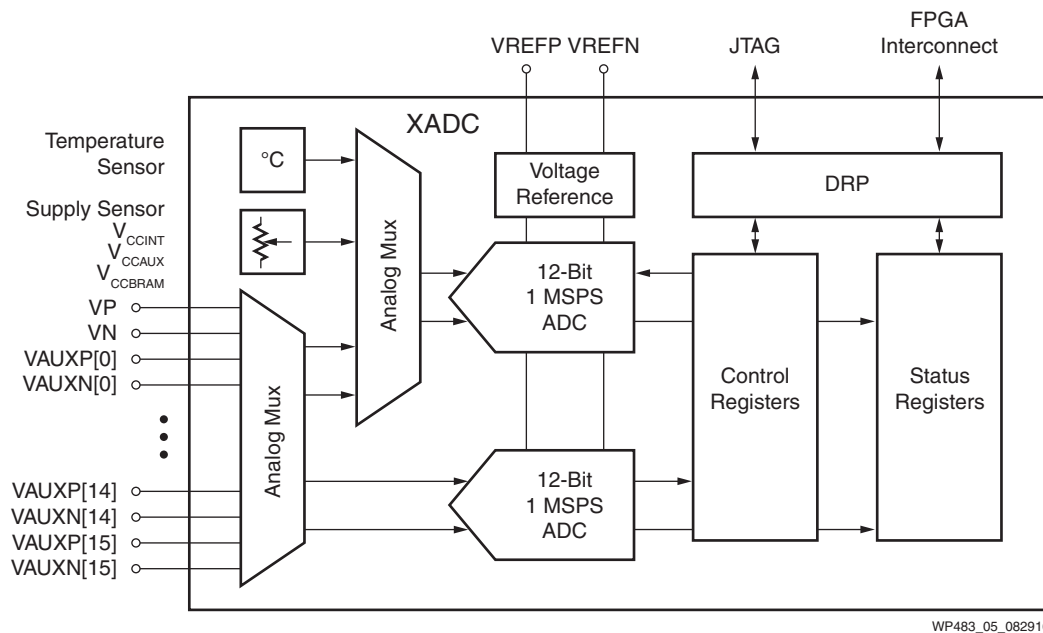 VREFP VREFN
JTAG
FPGA
Interconnect
XADC
Temperature
Sensor
°C
Voltage
Reference
DRP
Supply Sensor
VCCINT
VCCAUX
VCCBRAM
Analog Mux
12-Bit
1 MSPS
ADC
VP
VN
VAUXP[0]
VAUXN[0]
Analog Mux
Control
Registers
Status
Registers
12-Bit
1 MSPS
ADC
VAUXP[14]
VAUXN[14]
VAUXP[15]
VAUXN[15]